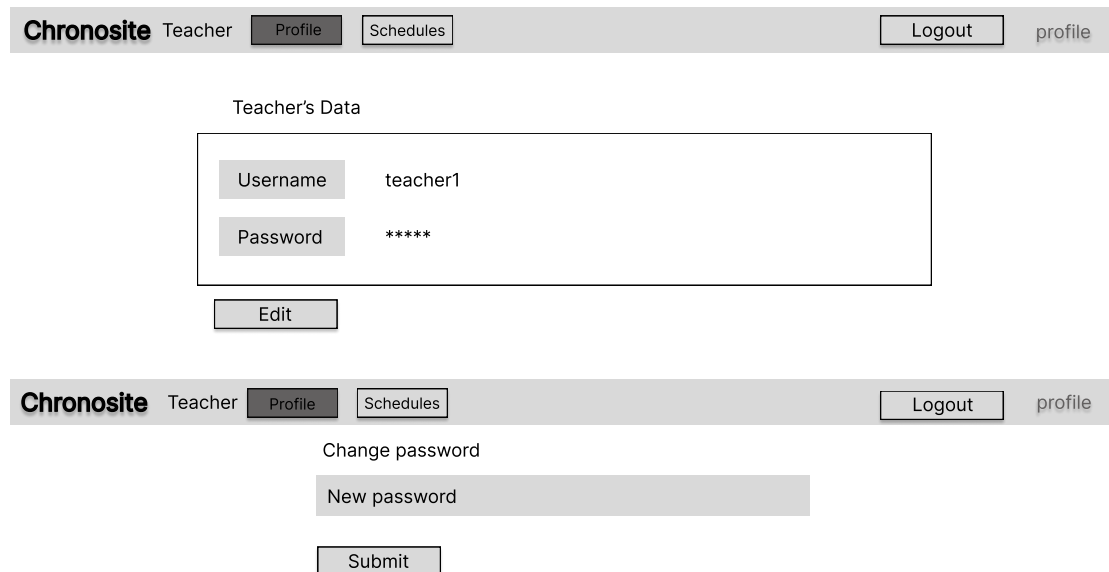 Chronosite Teacher Profile Schedules Logout profile
Teacher’s Data
Username teacher1
Password *****
Edit
Chronosite Teacher Profile Schedules Logout profile
Change password
New password
Submit